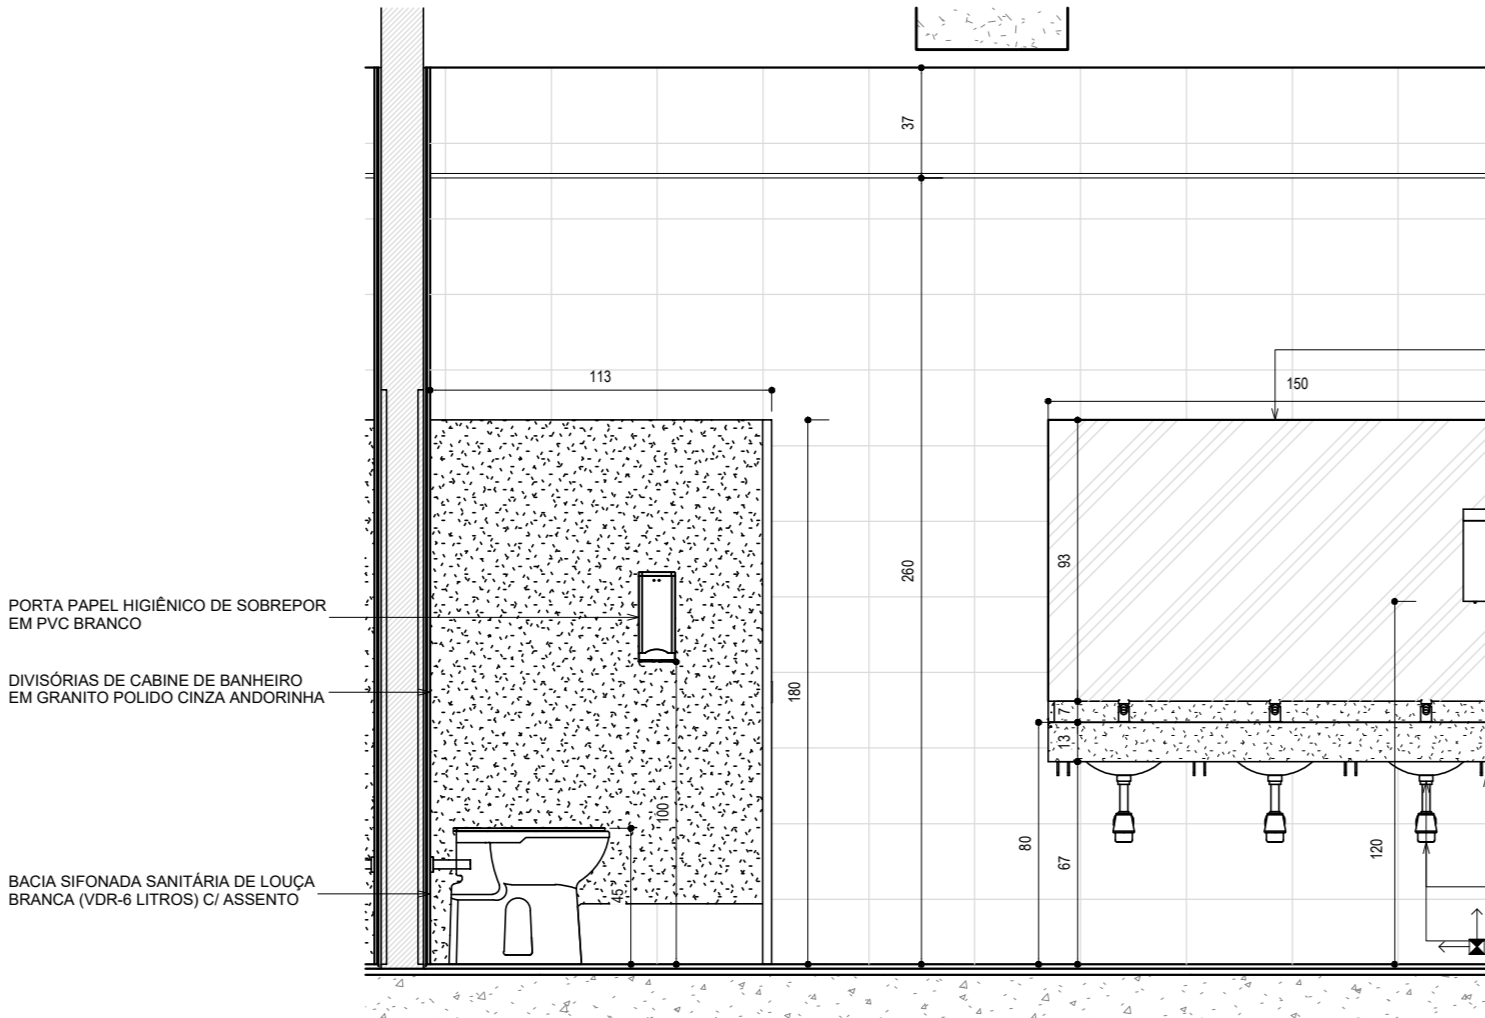 37
113
150
93
260
PORTA PAPEL HIGIÊNICO DE SOBREPOR
EM PVC BRANCO
DIVISÓRIAS DE CABINE DE BANHEIRO
EM GRANITO POLIDO CINZA ANDORINHA
180
7
13
100
80
67
120
45
BACIA SIFONADA SANITÁRIA DE LOUÇA
BRANCA (VDR-6 LITROS) C/ ASSENTO